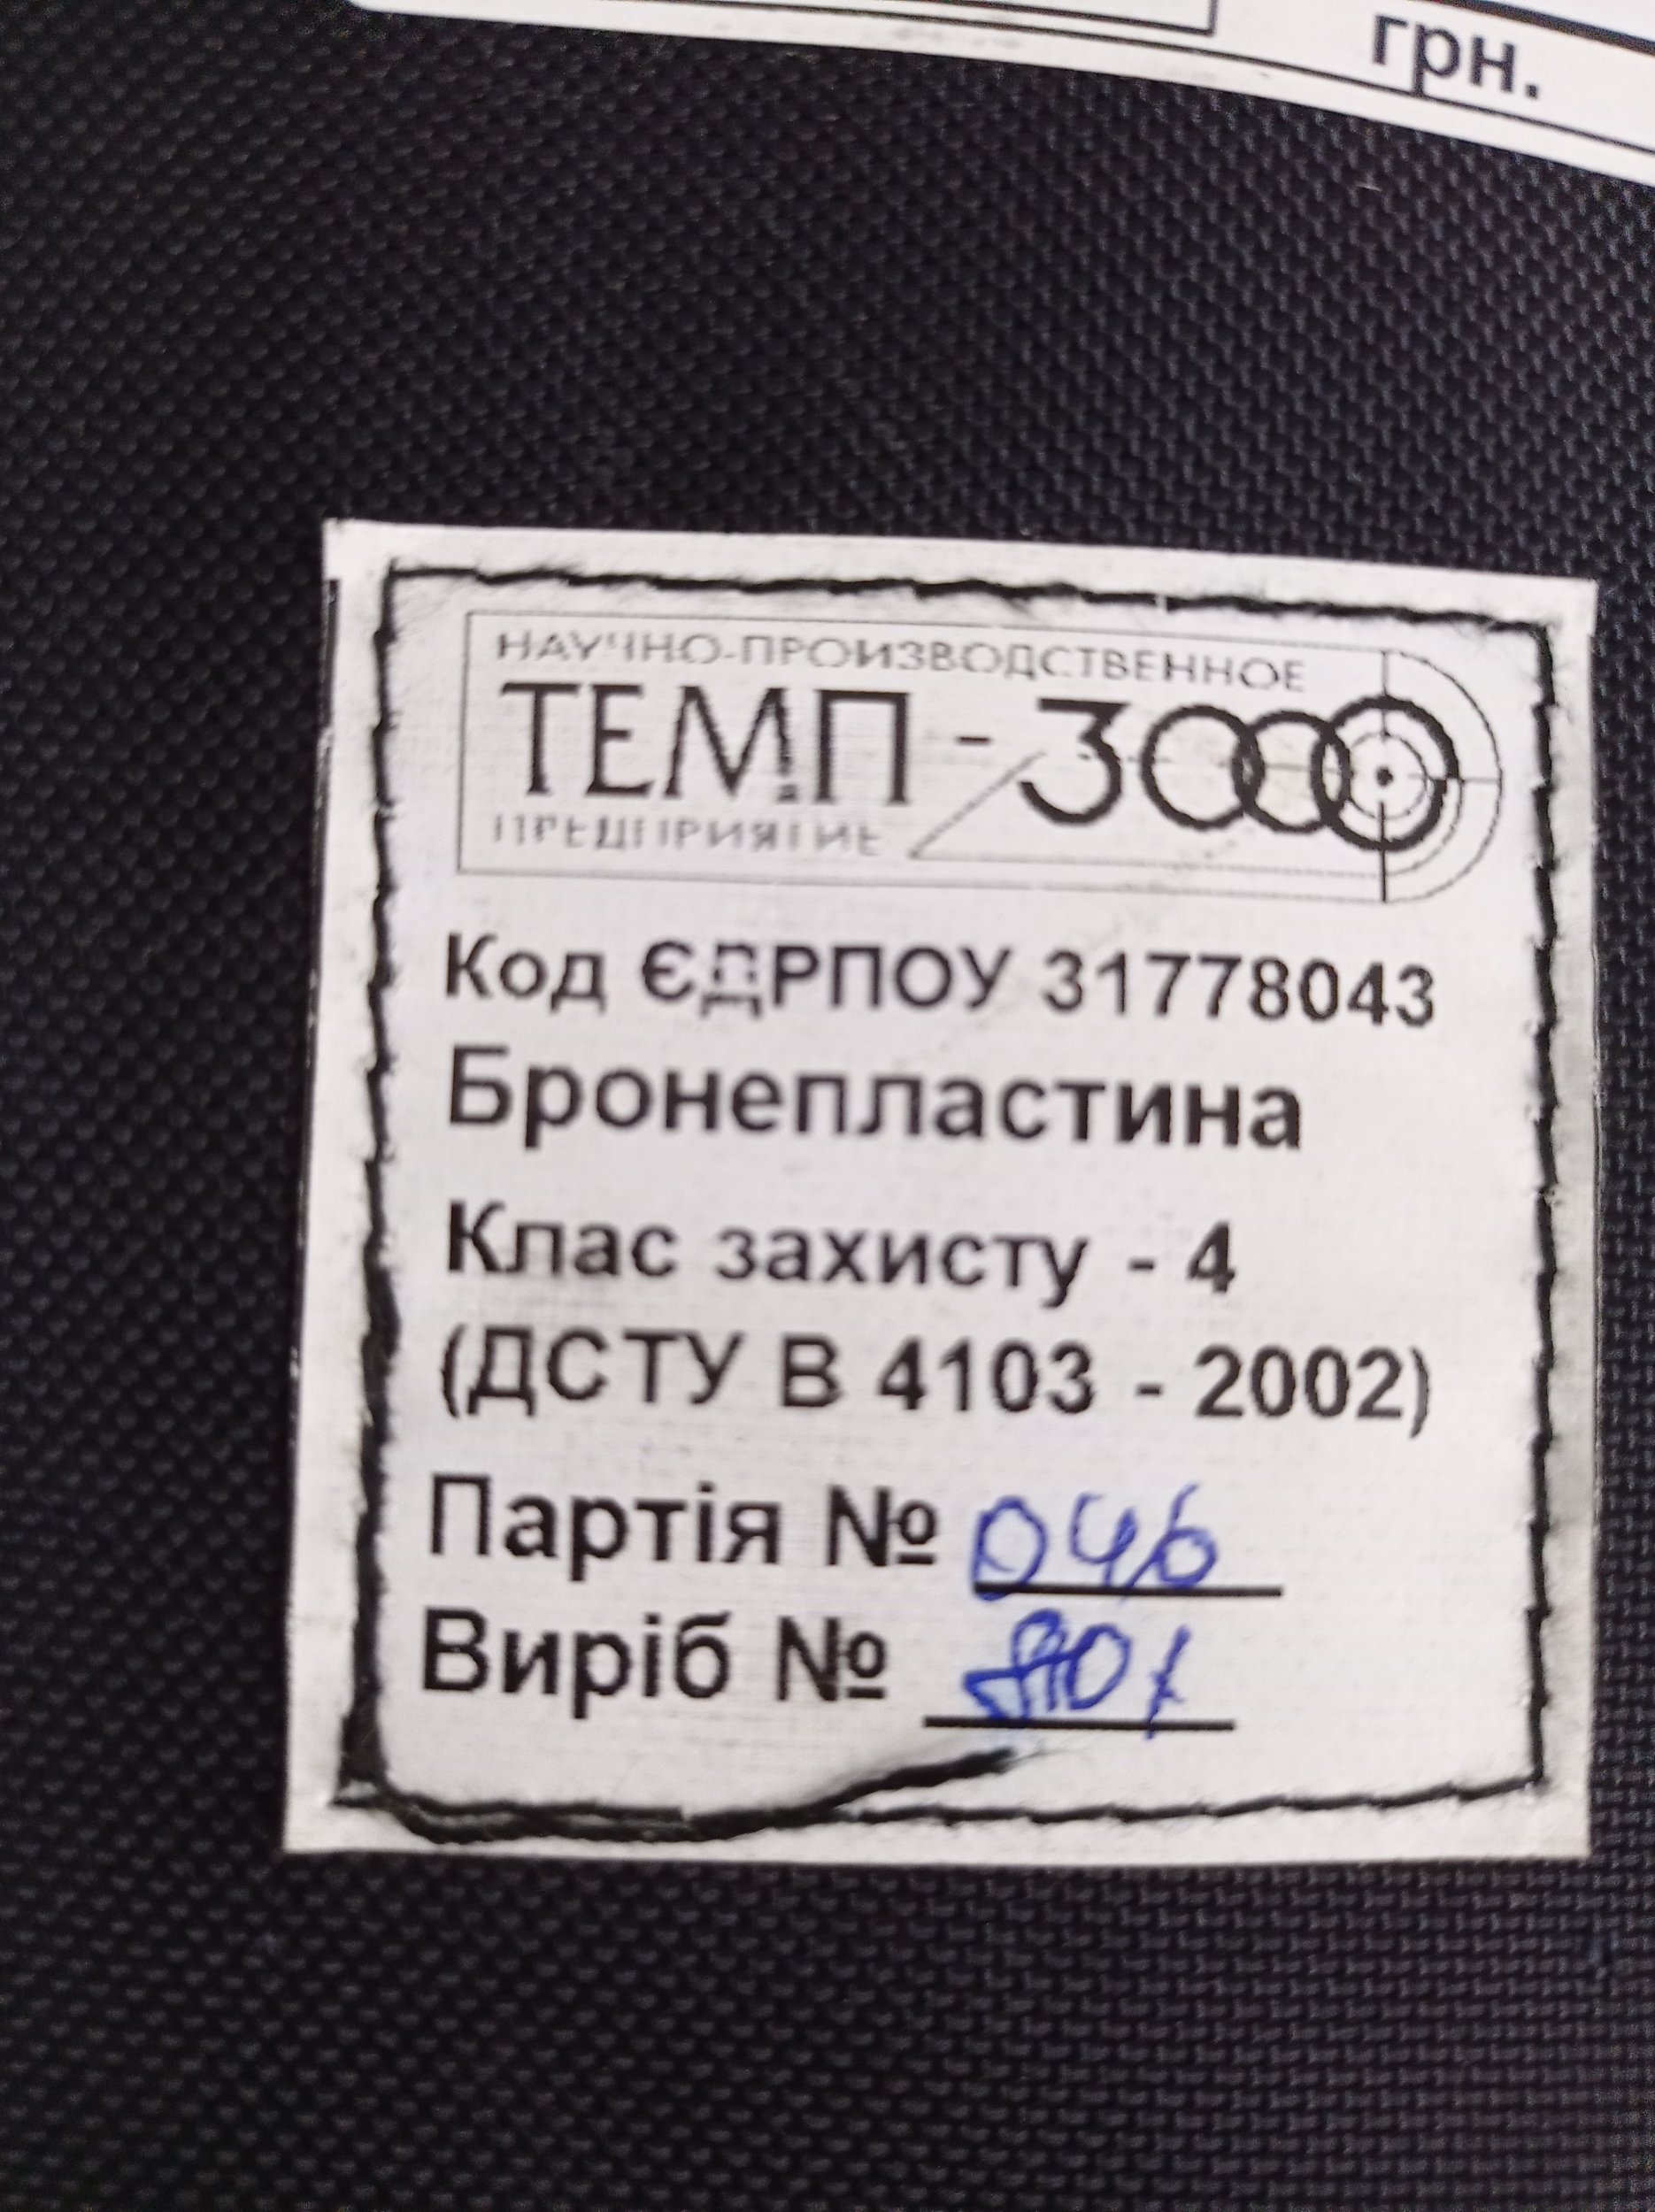 грн.
НАУЧНО-ПРОИЗВОДСТВЕННОЕ
ТЕМП - 3000
ПРЕДПРИЯТИЕ
Код ЄДРПОУ 31778043
Бронепластина
Клас захисту - 4
(ДСТУ В 4103 - 2002)
Партія № 046
Виріб №